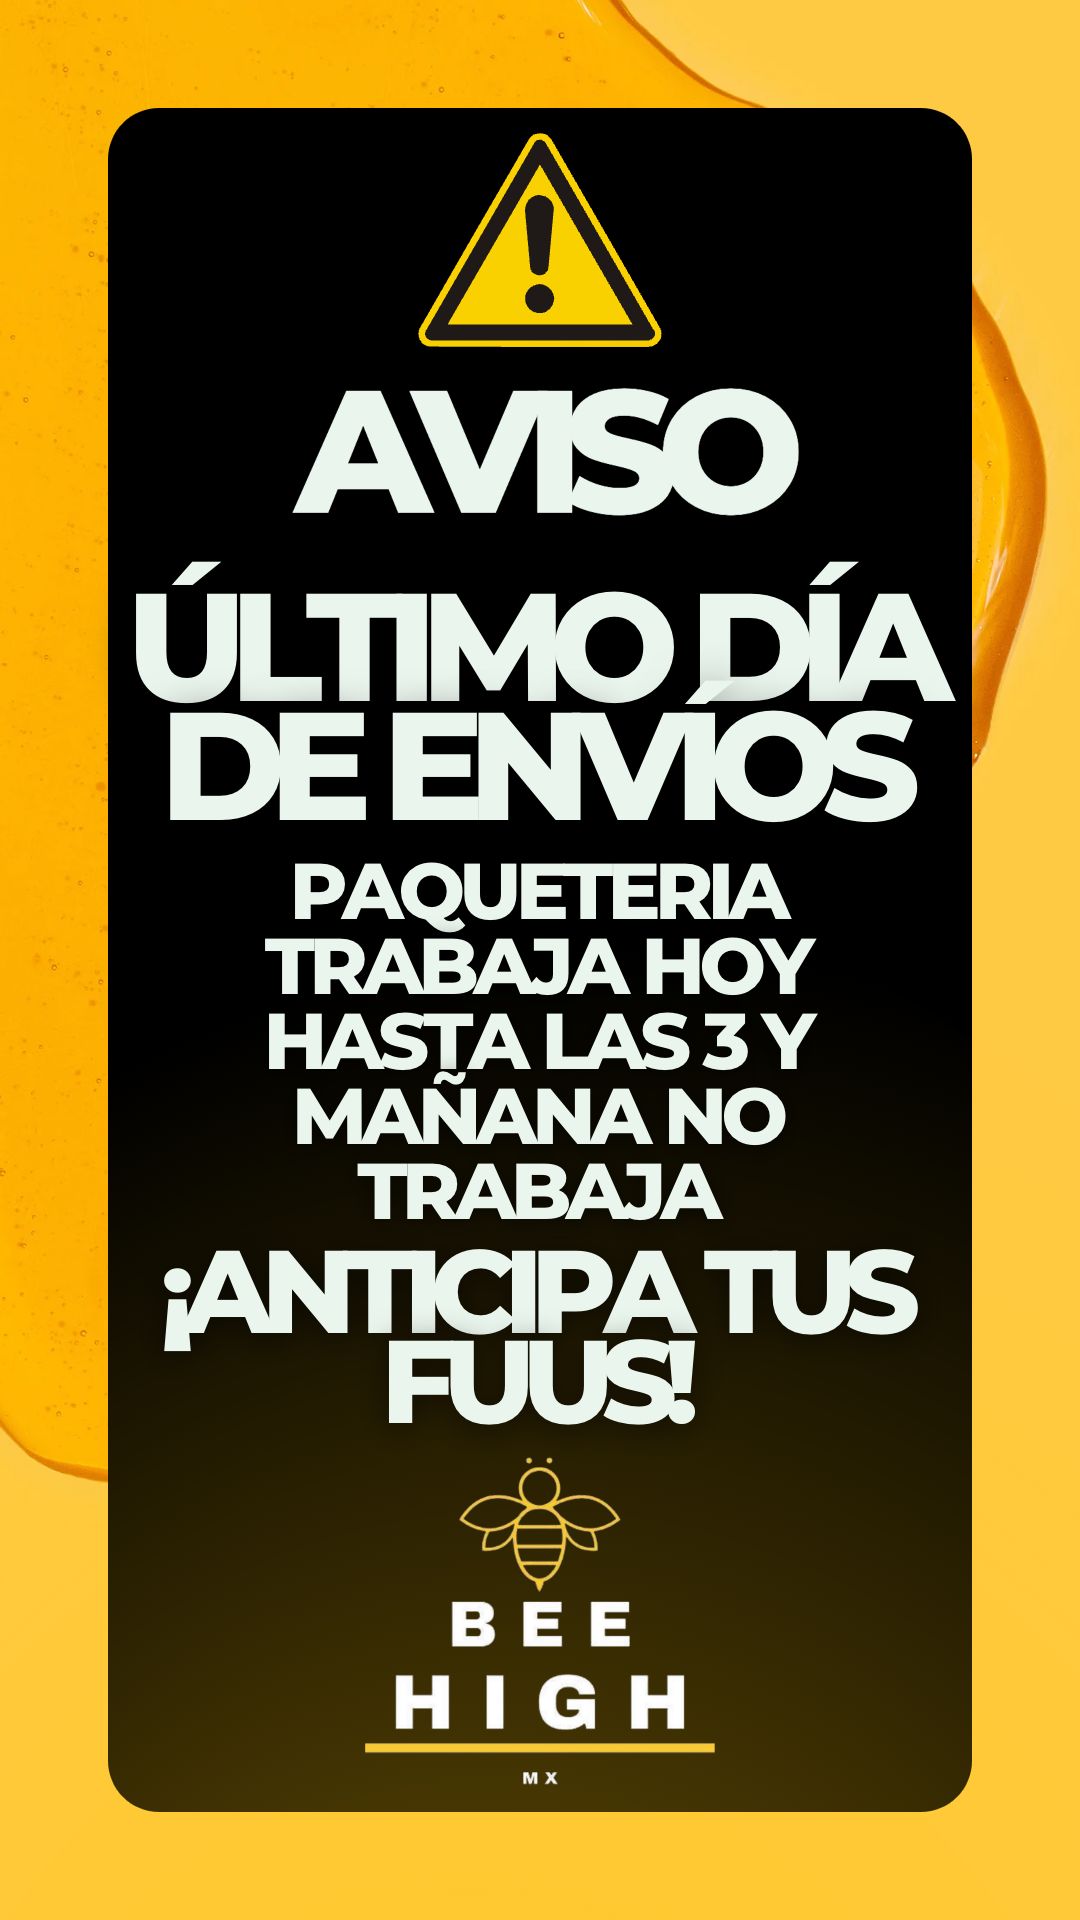 AVISO
ÚLTIMO DÍA
DE ENVÍOS
PAQUETERIA
TRABAJA HOY
HASTA LAS 3 Y
MAÑANA NO
TRABAJA
¡ANTICIPA TUS
FUUS!
BEE
HIGH
MX